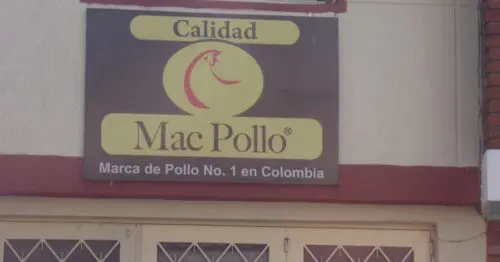 Calidad
Mac Pollo®
Marca de Pollo No. 1 en Colombia